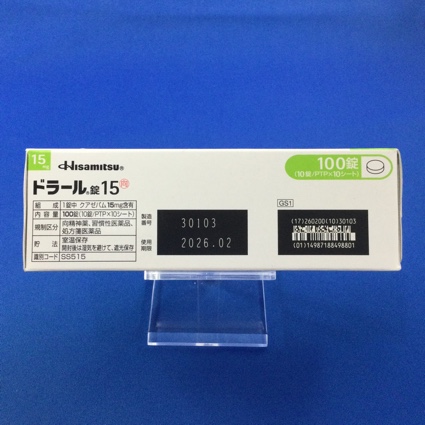 15mg
Hisamitsu®
ドラール®錠15 向
組成 1錠中 クアゼパム15mg含有
内容量 100錠(10錠/PTP×10シート)
規制区分 向精神薬、習慣性医薬品、
処方箋医薬品
貯法 室温保存
開封後は湿気を避けて、遮光保存
識別コード SS515
製造番号 30103
使用期限 2026.02
100錠
(10錠/PTP×10シート)
GS1
(17)260200(10)30103
(01)14987188498801